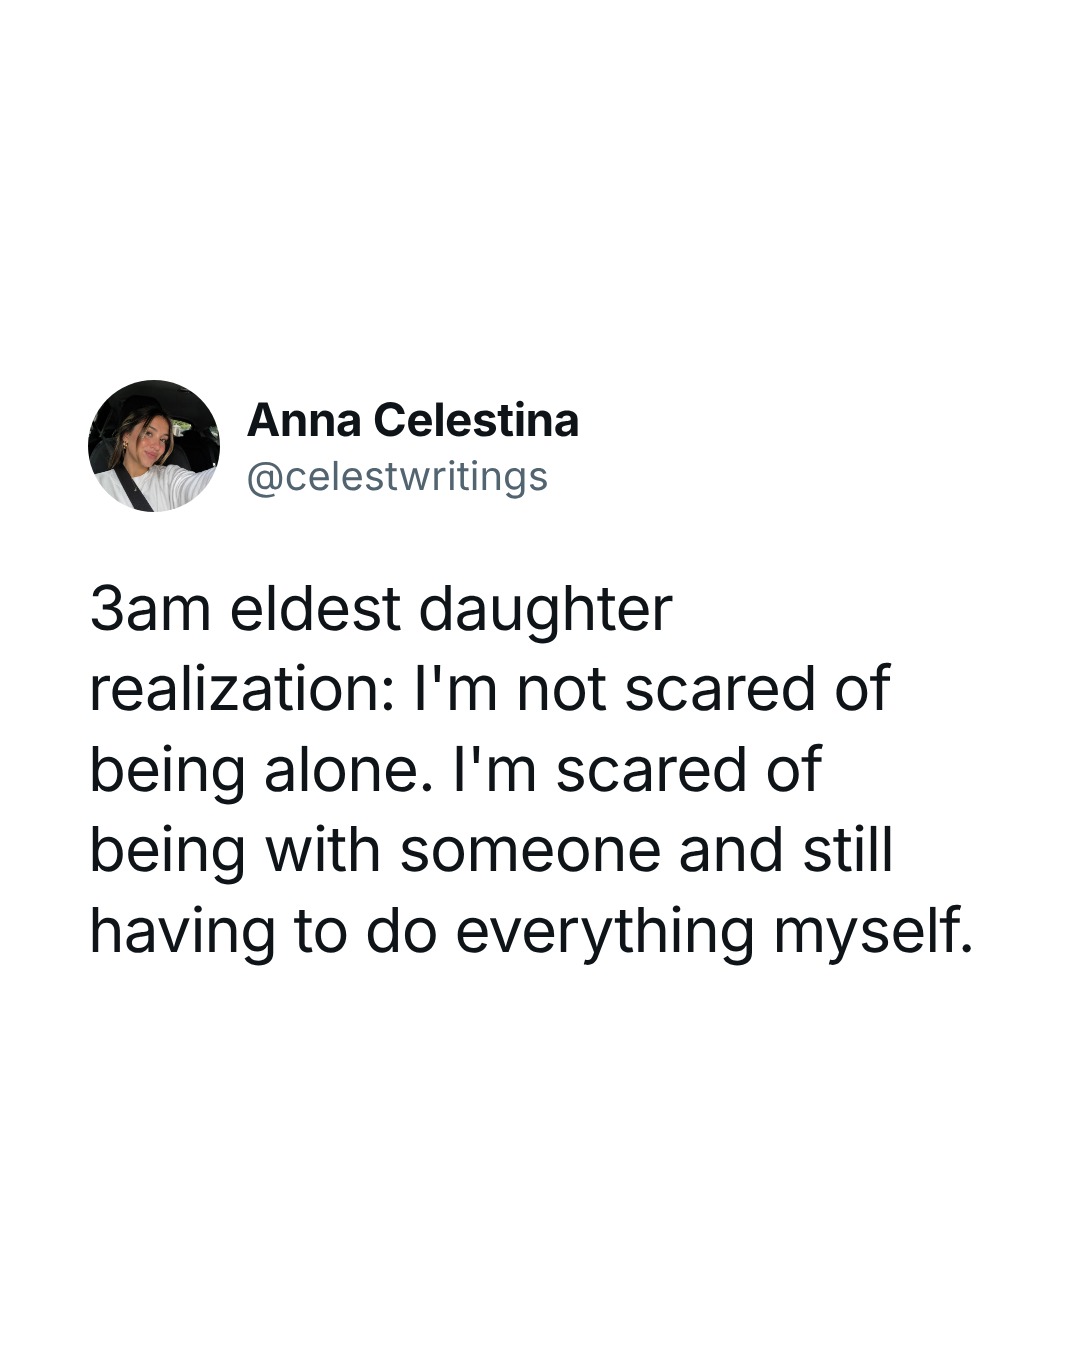 Anna Celestina
@celestwritings
3am eldest daughter
realization: I'm not scared of
being alone. I'm scared of
being with someone and still
having to do everything myself.